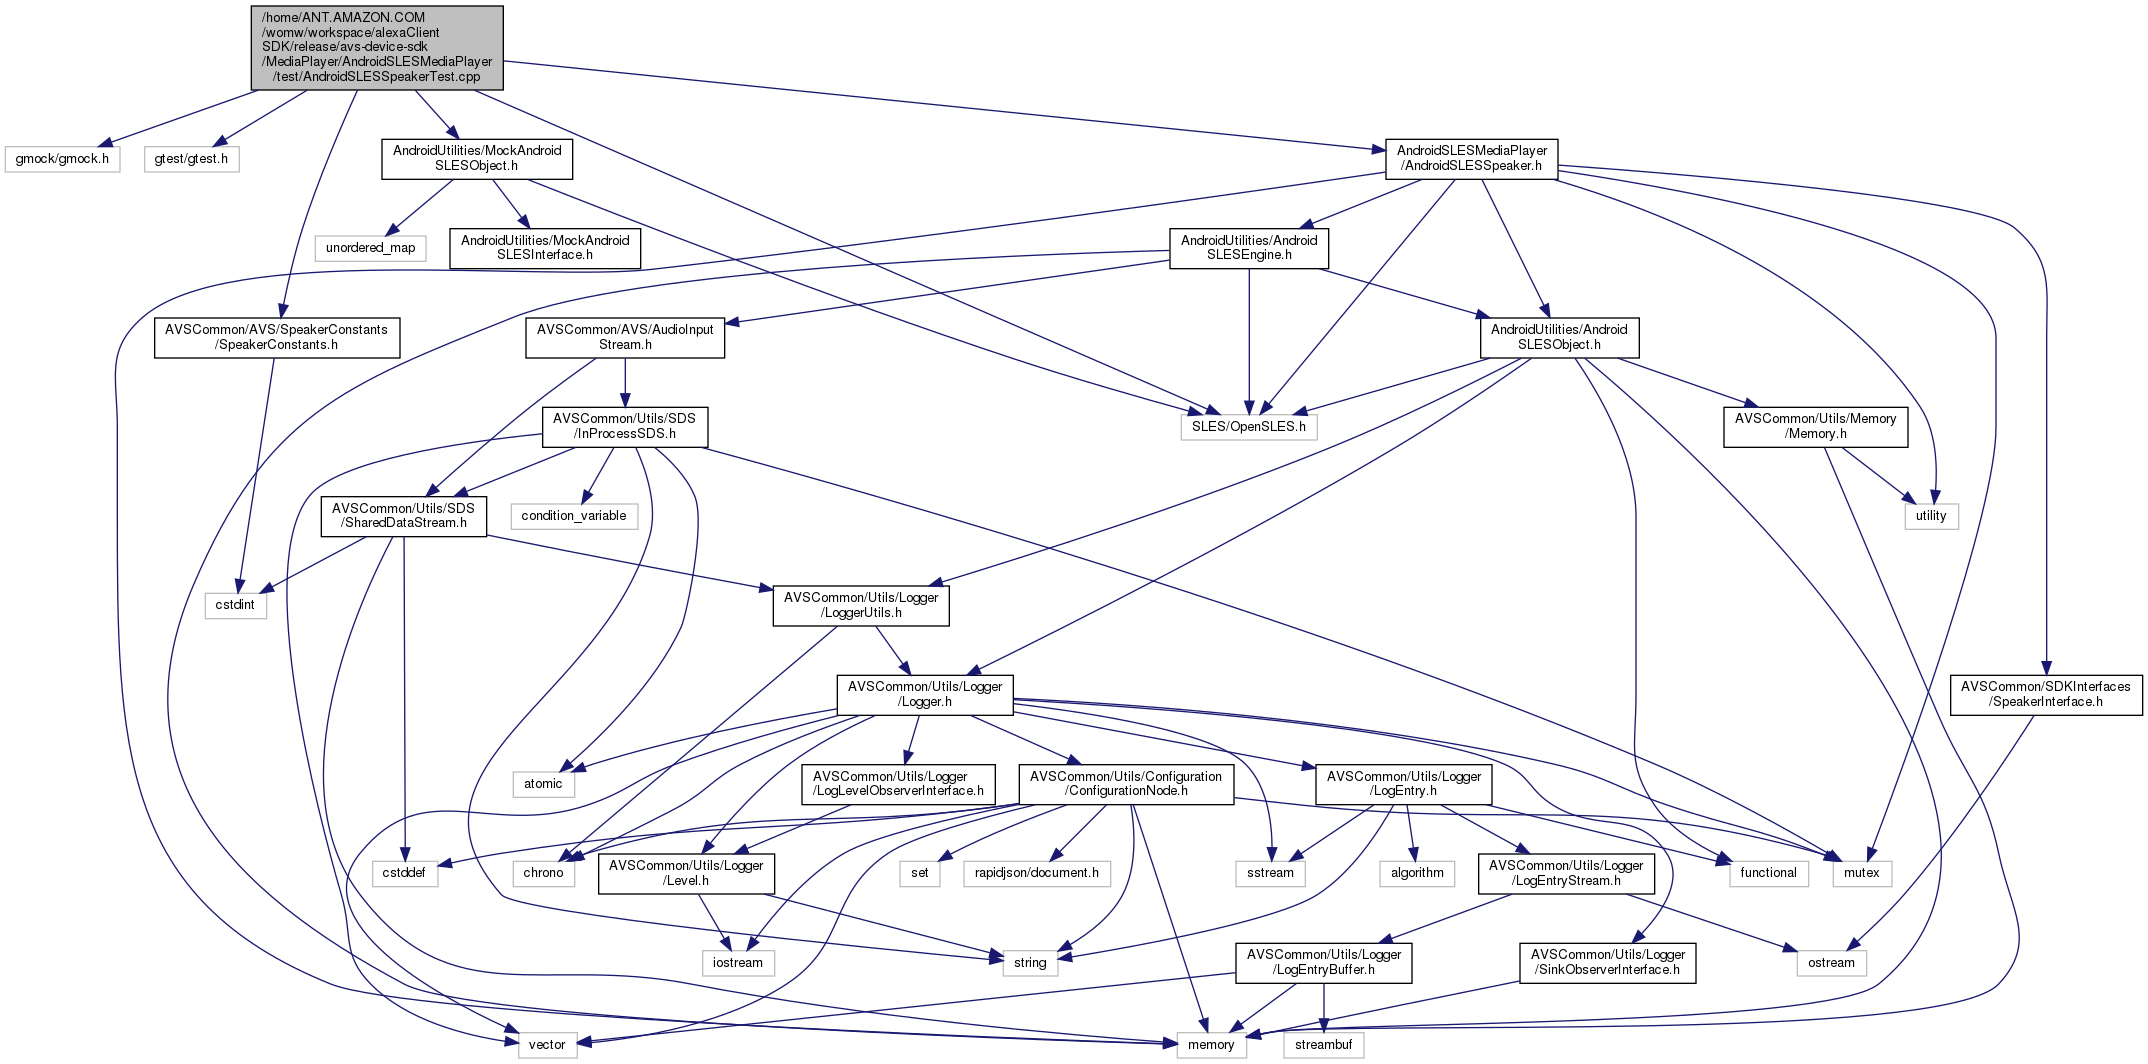 /home/ANT.AMAZON.COM
/womw/workspace/alexaClient
SDK/release/avs-device-sdk
/MediaPlayer/AndroidSLESMediaPlayer
/test/AndroidSLESSpeakerTest.cpp
gmock/gmock.h
gtest/gtest.h
AndroidUtilities/MockAndroid
SLESObject.h
AndroidSLESMediaPlayer
/AndroidSLESSpeaker.h
unordered_map
AndroidUtilities/MockAndroid
SLESInterface.h
AndroidUtilities/Android
SLESEngine.h
AVSCommon/AVS/SpeakerConstants
/SpeakerConstants.h
AVSCommon/AVS/AudioInput
Stream.h
AndroidUtilities/Android
SLESObject.h
AVSCommon/Utils/SDS
/InProcessSDS.h
SLES/OpenSLES.h
AVSCommon/Utils/Memory
/Memory.h
AVSCommon/Utils/SDS
/SharedDataStream.h
condition_variable
utility
cstdint
AVSCommon/Utils/Logger
/LoggerUtils.h
AVSCommon/Utils/Logger
/Logger.h
AVSCommon/SDKInterfaces
/SpeakerInterface.h
atomic
AVSCommon/Utils/Logger
/LogLevelObserverInterface.h
AVSCommon/Utils/Configuration
/ConfigurationNode.h
AVSCommon/Utils/Logger
/LogEntry.h
cstddef
chrono
AVSCommon/Utils/Logger
/Level.h
set
rapidjson/document.h
sstream
algorithm
AVSCommon/Utils/Logger
/LogEntryStream.h
functional
mutex
iostream
string
AVSCommon/Utils/Logger
/LogEntryBuffer.h
AVSCommon/Utils/Logger
/SinkObserverInterface.h
ostream
vector
memory
streambuf